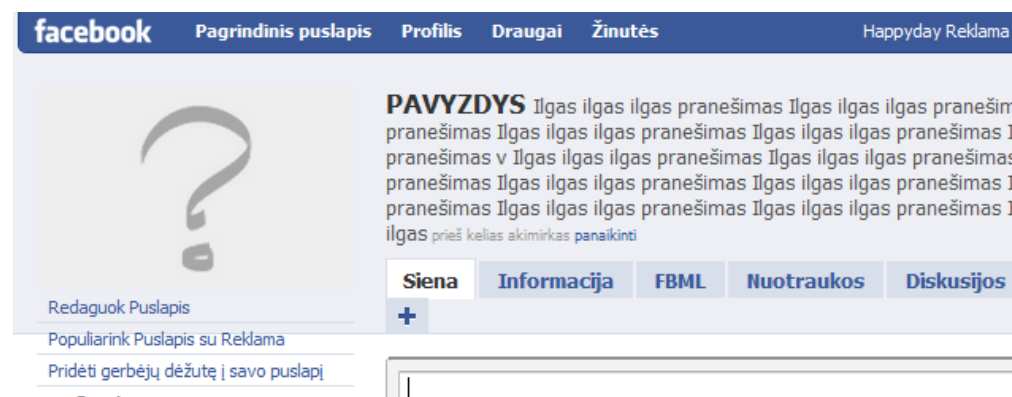 facebook Pagrindinis puslapis Profilis Draugai Žinutės Happyday Reklama
PAVYZDYS Ilgas ilgas ilgas pranešimas Ilgas ilgas ilgas pranešim
pranešimas Ilgas ilgas ilgas pranešimas Ilgas ilgas ilgas pranešimas I
pranešimas v Ilgas ilgas ilgas pranešimas Ilgas ilgas ilgas pranešimas
pranešimas Ilgas ilgas ilgas pranešimas Ilgas ilgas ilgas pranešimas I
pranešimas Ilgas ilgas ilgas pranešimas Ilgas ilgas ilgas pranešimas I
ilgas prieš kelias akimirkas panaikinti
Siena Informacija FBML Nuotraukos Diskusijos
+
Redaguok Puslapis
Populiarink Puslapis su Reklama
Pridėti gerbėjų dėžutę į savo puslapį